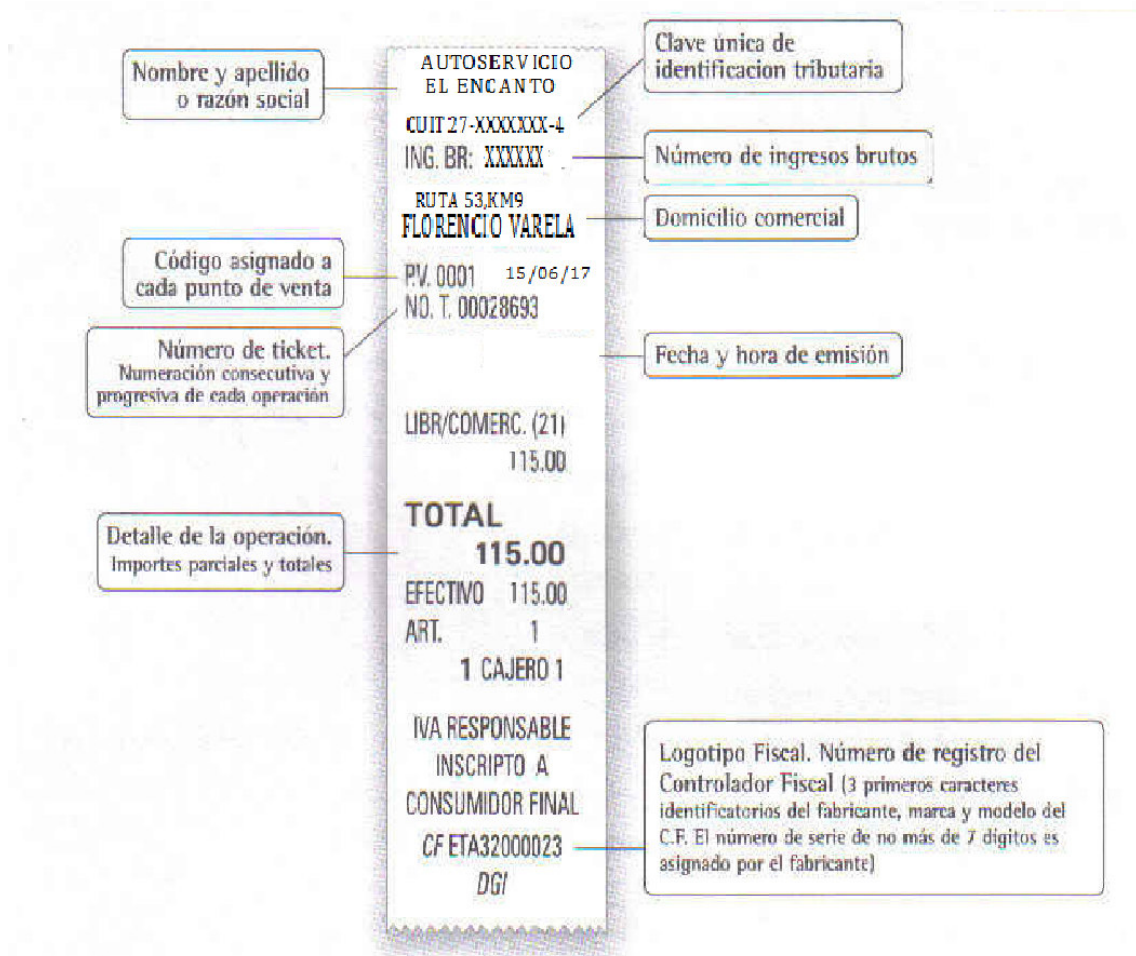 Nombre y apellido
o razón social
AUTOSERVICIO
EL ENCANTO
Clave única de
identificacion tributaria
CUIT 27-XXXXXXX-4
ING. BR: XXXXXX
Número de ingresos brutos
RUTA 53,KM9
FLORENCIO VARELA
Domicilio comercial
Código asignado a
cada punto de venta
P.V. 0001 15/06/17
NO. T. 00028693
Número de ticket.
Numeración consecutiva y
progresiva de cada operación
Fecha y hora de emisión
LIBR/COMERC. (21)
115.00
Detalle de la operación.
Importes parciales y totales
TOTAL
115.00
EFECTIVO 115.00
ART. 1
1 CAJERO 1
IVA RESPONSABLE
INSCRIPTO A
CONSUMIDOR FINAL
CF ETA32000023
DGI
Logotipo Fiscal. Número de registro del
Controlador Fiscal (3 primeros caracteres
identificatorios del fabricante, marca y modelo del
C.F. El número de serie de no más de 7 digitos es
asignado por el fabricante)